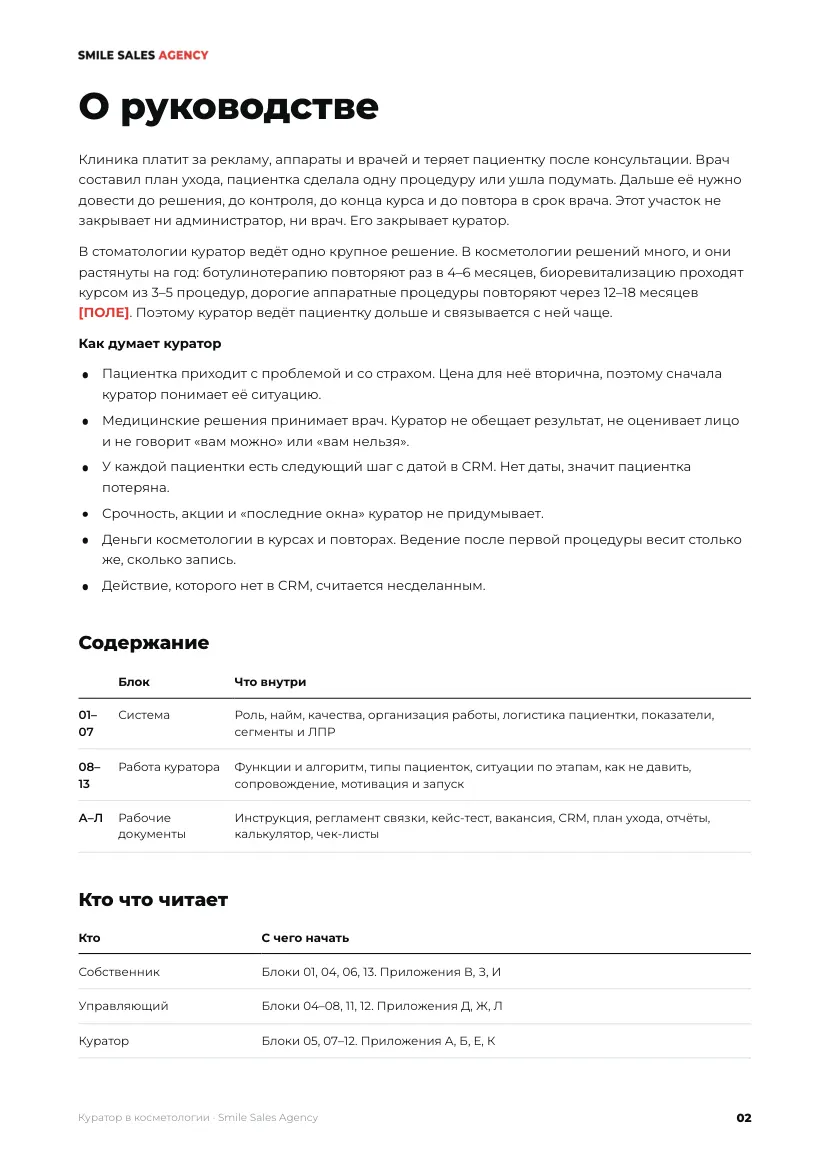 SMILE SALES AGENCY
О руководстве
Клиника платит за рекламу, аппараты и врачей и теряет пациентку после консультации. Врач
составил план ухода, пациентка сделала одну процедуру или ушла подумать. Дальше её нужно
довести до решения, до контроля, до конца курса и до повтора в срок врача. Этот участок не
закрывает ни администратор, ни врач. Его закрывает куратор.
В стоматологии куратор ведёт одно крупное решение. В косметологии решений много, и они
растянуты на год: ботулинотерапию повторяют раз в 4–6 месяцев, биоревитализацию проходят
курсом из 3–5 процедур, дорогие аппаратные процедуры повторяют через 12–18 месяцев
[ПОЛЕ]. Поэтому куратор ведёт пациентку дольше и связывается с ней чаще.
Как думает куратор
● Пациентка приходит с проблемой и со страхом. Цена для неё вторична, поэтому сначала
куратор понимает её ситуацию.
● Медицинские решения принимает врач. Куратор не обещает результат, не оценивает лицо
и не говорит «вам можно» или «вам нельзя».
● У каждой пациентки есть следующий шаг с датой в CRM. Нет даты, значит пациентка
потеряна.
● Срочность, акции и «последние окна» куратор не придумывает.
● Деньги косметологии в курсах и повторах. Ведение после первой процедуры весит столько
же, сколько запись.
● Действие, которого нет в CRM, считается несделанным.
Содержание
Блок Что внутри
01– Система Роль, найм, качества, организация работы, логистика пациентки, показатели,
07 сегменты и ЛПР
08– Работа куратора Функции и алгоритм, типы пациенток, ситуации по этапам, как не давить,
13 сопровождение, мотивация и запуск
А–Л Рабочие Инструкция, регламент связки, кейс-тест, вакансия, CRM, план ухода, отчёты,
документы калькулятор, чек-листы
Кто что читает
Кто С чего начать
Собственник Блоки 01, 04, 06, 13. Приложения В, З, И
Управляющий Блоки 04–08, 11, 12. Приложения Д, Ж, Л
Куратор Блоки 05, 07–12. Приложения А, Б, Е, К
Куратор в косметологии · Smile Sales Agency 02